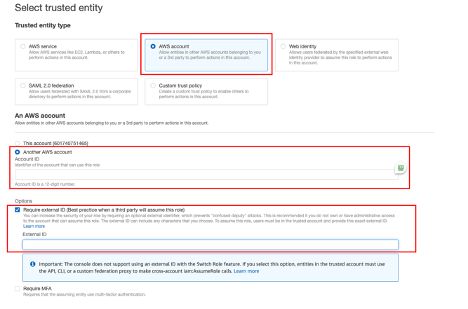 Select trusted entity
Trusted entity type
AWS service
Allow AWS services like EC2, Lambda, or others to perform actions in this account.
AWS account
Allow entities in other AWS accounts belonging to you or a 3rd party to perform actions in this account.
Web identity
Allows users federated by the specified external web identity provider to assume this role to perform actions in this account.
SAML 2.0 federation
Allow users federated with SAML 2.0 from a corporate directory to perform actions in this account.
Custom trust policy
Create a custom trust policy to enable others to perform actions in this account.
An AWS account
Allow entities in other AWS accounts belonging to you or a 3rd party to perform actions in this account.
This account (601740731465)
Another AWS account
Account ID
Identifier of the account that can use this role
Account ID is a 12-digit number.
Options
Require external ID (Best practice when a third party will assume this role)
You can increase the security of your role by requiring an optional external identifier, which prevents "confused deputy" attacks. This is recommended if you do not own or have administrative access
to the account that can assume this role. The external ID can include any characters that you choose. To assume this role, users must be in the trusted account and provide this exact external ID.
Learn more
External ID
Important: The console does not support using an external ID with the Switch Role feature. If you select this option, entities in the trusted account must use
the API, CLI, or a custom federation proxy to make cross-account iam:AssumeRole calls. Learn more
Require MFA
Requires that the assuming entity use multi-factor authentication.